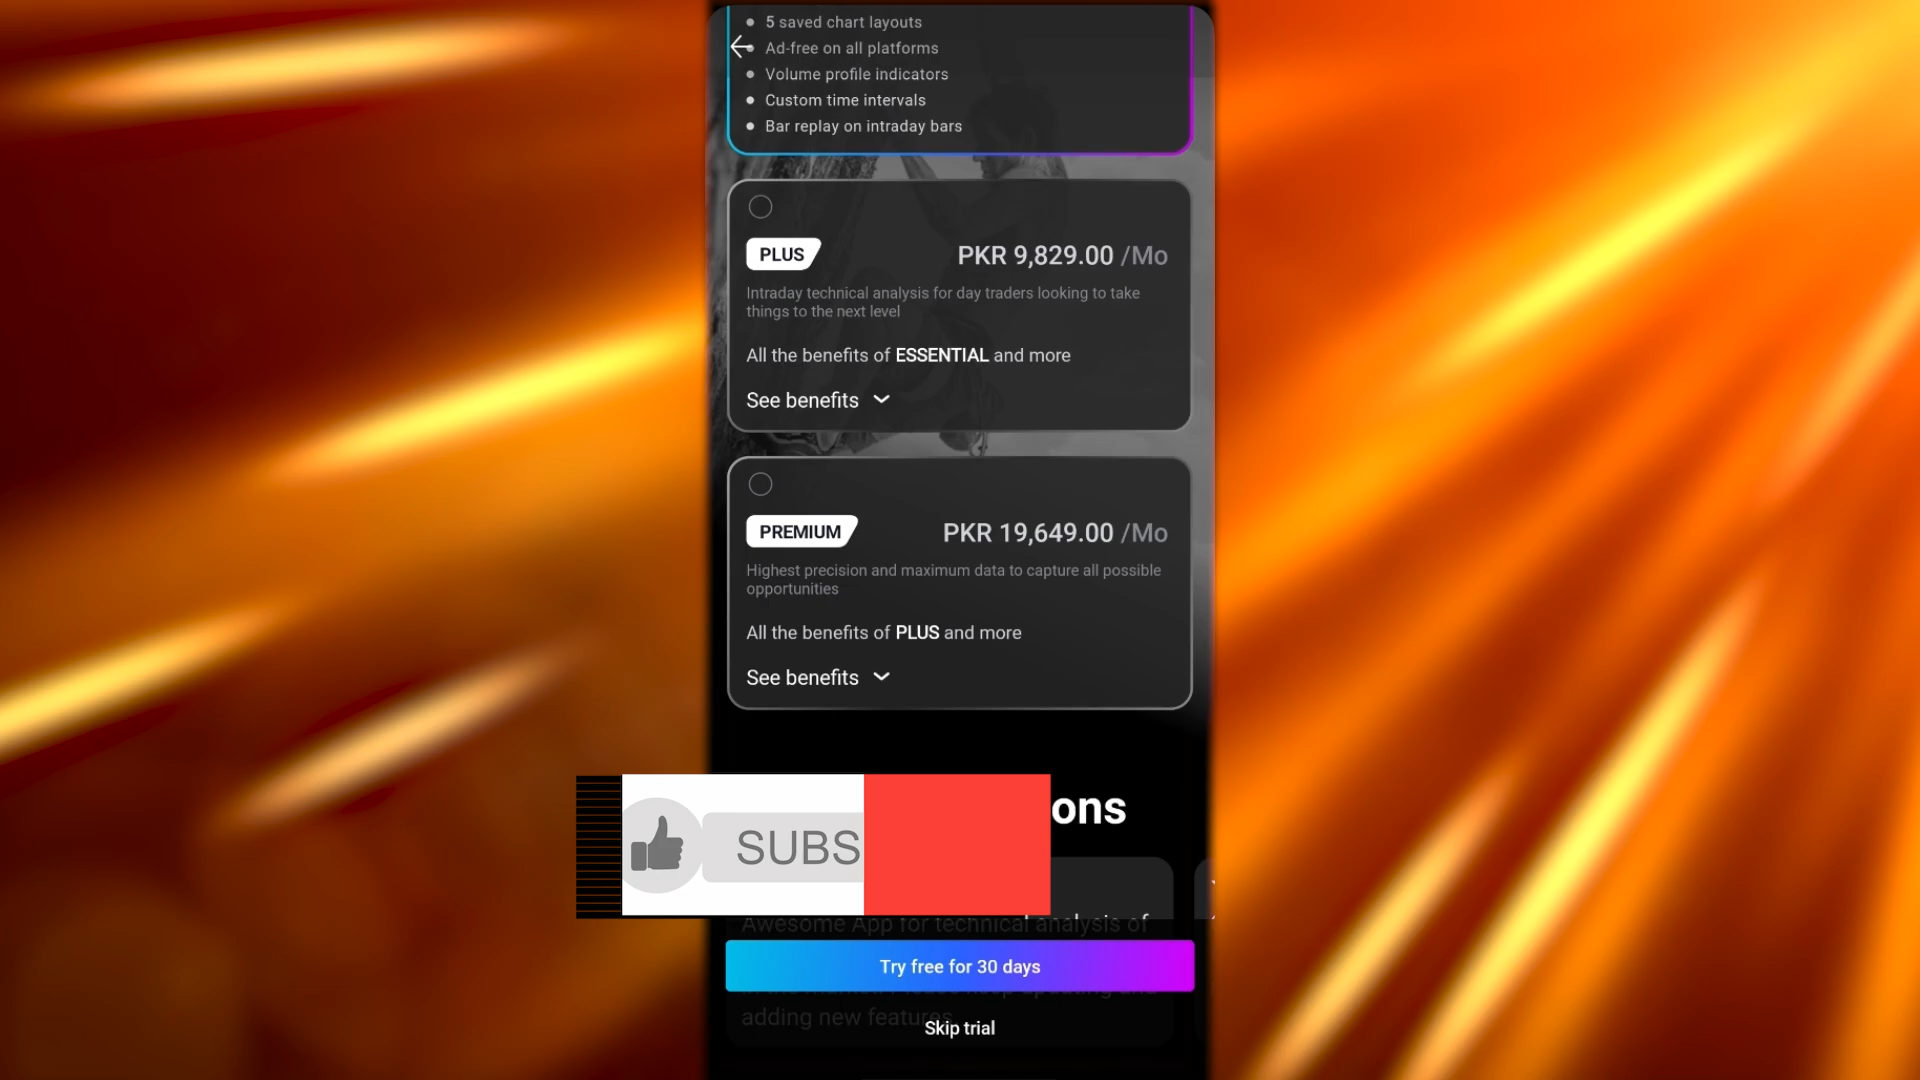 5 saved chart layouts
Ad-free on all platforms
Volume profile indicators
Custom time intervals
Bar replay on intraday bars
PLUS
PKR 9,829.00 /Mo
Intraday technical analysis for day traders looking to take
things to the next level
All the benefits of ESSENTIAL and more
See benefits
PREMIUM
PKR 19,649.00 /Mo
Highest precision and maximum data to capture all possible
opportunities
All the benefits of PLUS and more
See benefits
ons
SUBS
Awesome App for technical analysis of
Try free for 30 days
adding new features
Skip trial